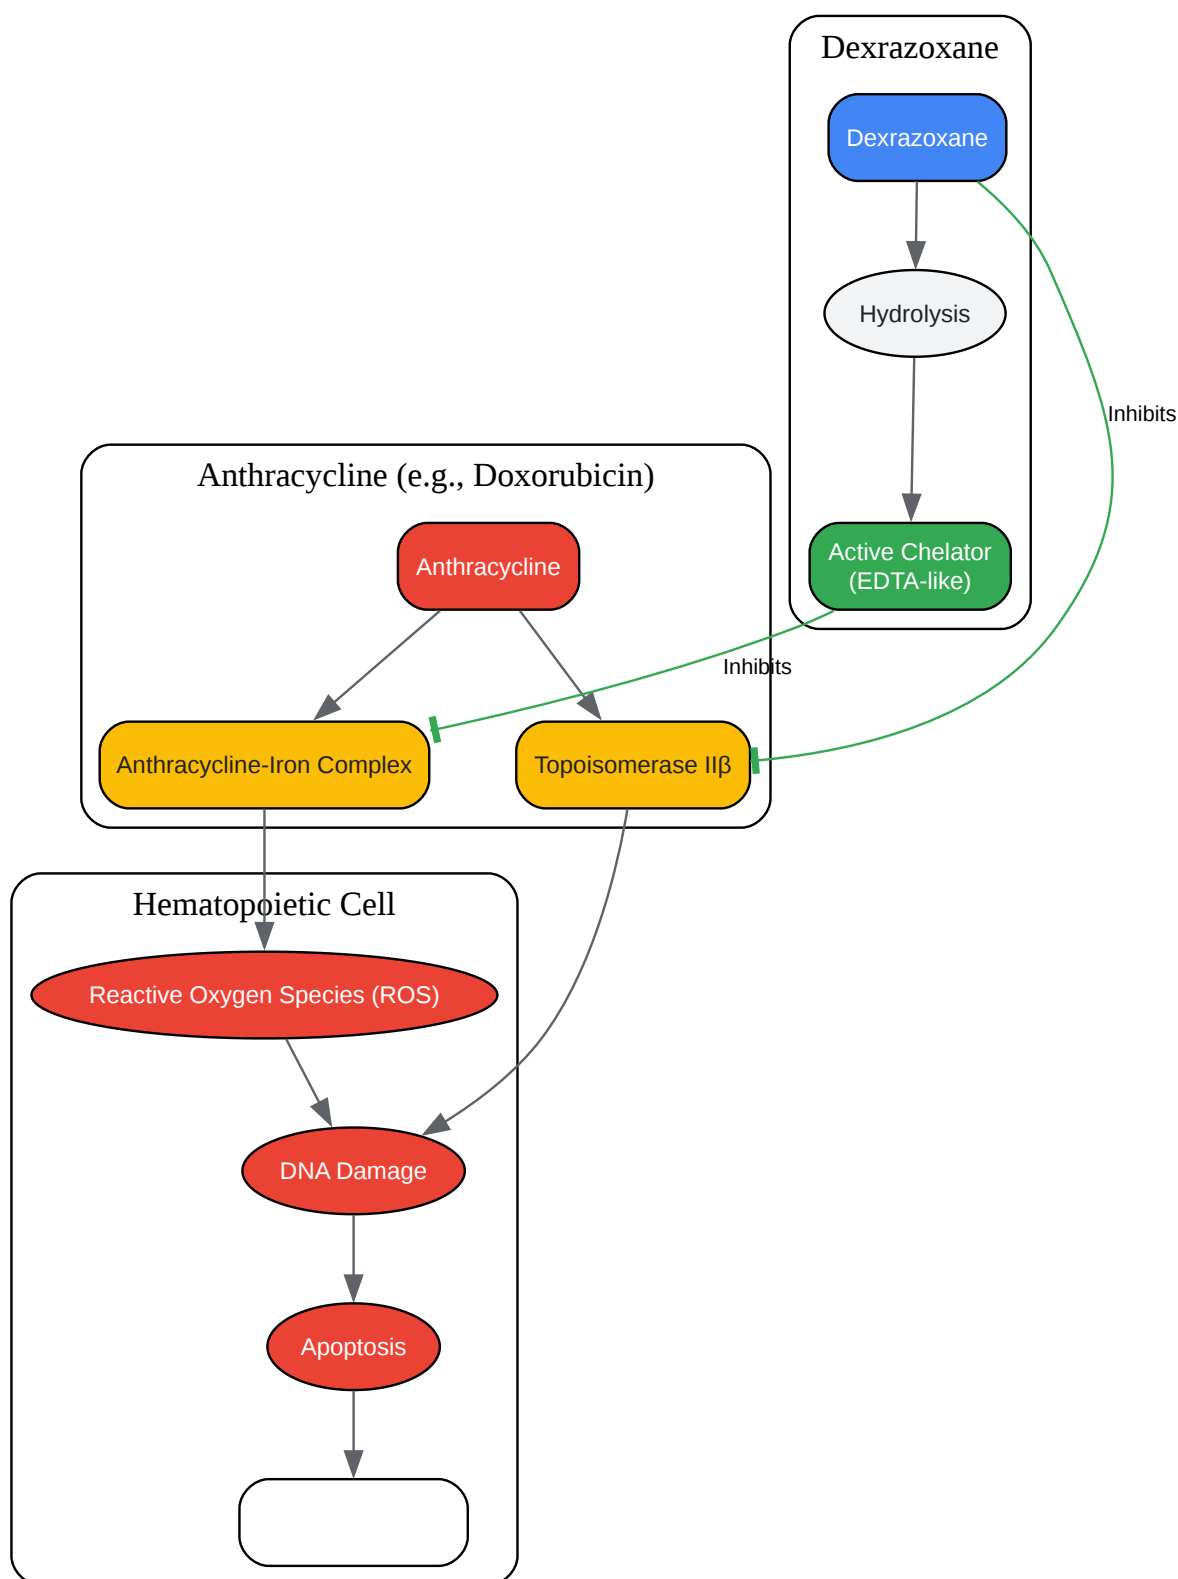 Dexrazoxane
Dexrazoxane
Hydrolysis
Inhibits
Anthracycline (e.g., Doxorubicin)
Anthracycline
Active Chelator
(EDTA-like)
Inhibits
Anthracycline-Iron Complex
Topoisomerase IIβ
Hematopoietic Cell
Reactive Oxygen Species (ROS)
DNA Damage
Apoptosis